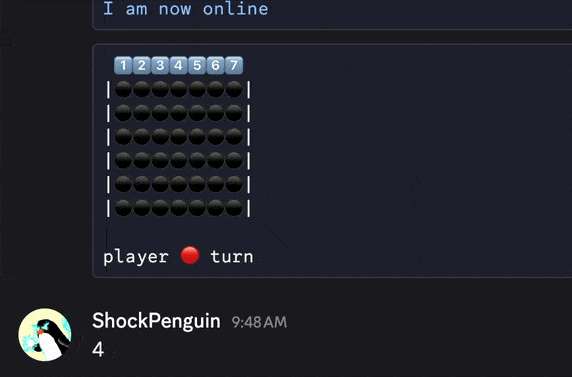 I am now online
1 2 3 4 5 6 7
player 🔴 turn
ShockPenguin 9:48 AM
4